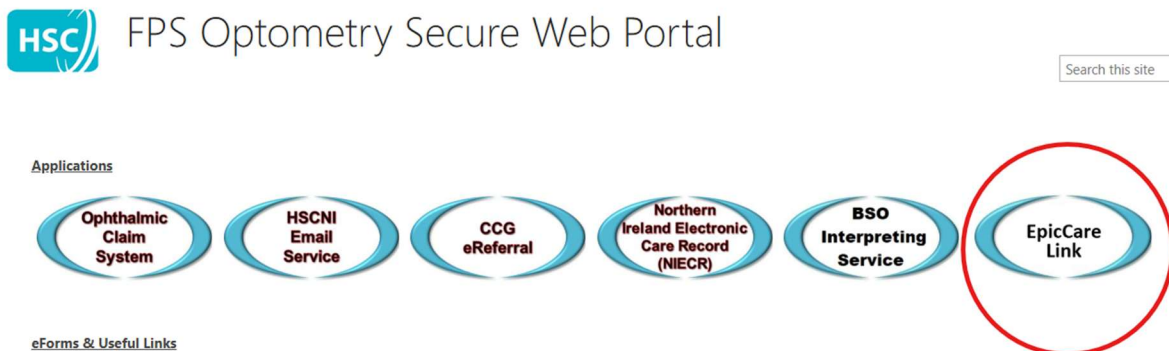 HSC
FPS Optometry Secure Web Portal
Search this site
Applications
Ophthalmic
Claim
System
HSCNI
Email
Service
CCG
eReferral
Northern
Ireland Electronic
Care Record
(NIECR)
BSO
Interpreting
Service
EpicCare
Link
eForms & Useful Links